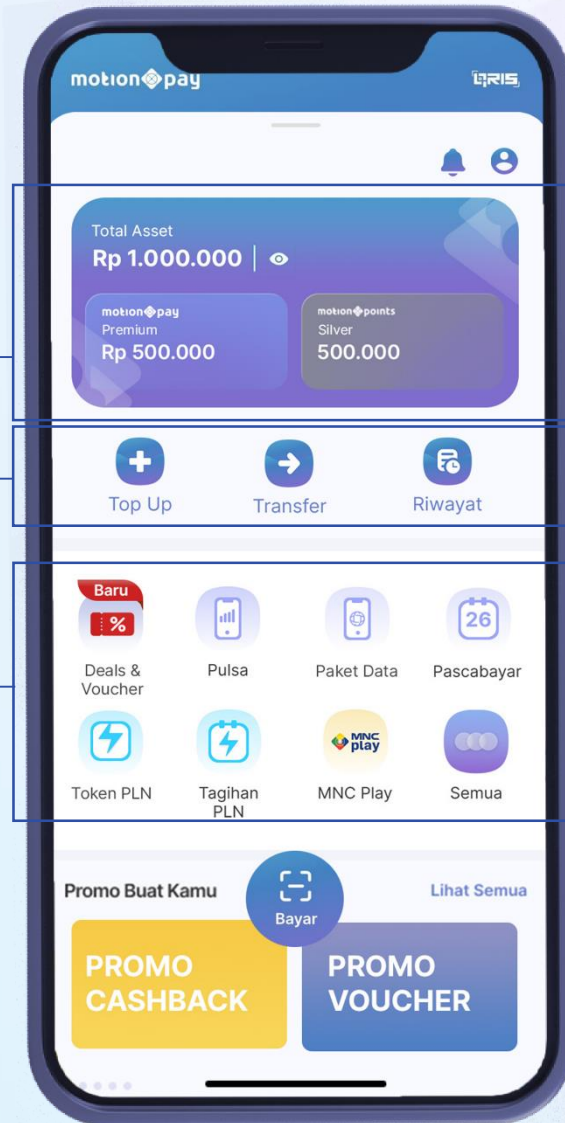 motion pay
QRIS
Total Asset
Rp 1.000.000
motion pay
Premium
Rp 500.000
motion points
Silver
500.000
Top Up
Transfer
Riwayat
Baru
%
Deals &
Voucher
Pulsa
Paket Data
26
Pascabayar
Token PLN
Tagihan
PLN
MNC
play
MNC Play
Semua
Promo Buat Kamu
Bayar
Lihat Semua
PROMO
CASHBACK
PROMO
VOUCHER